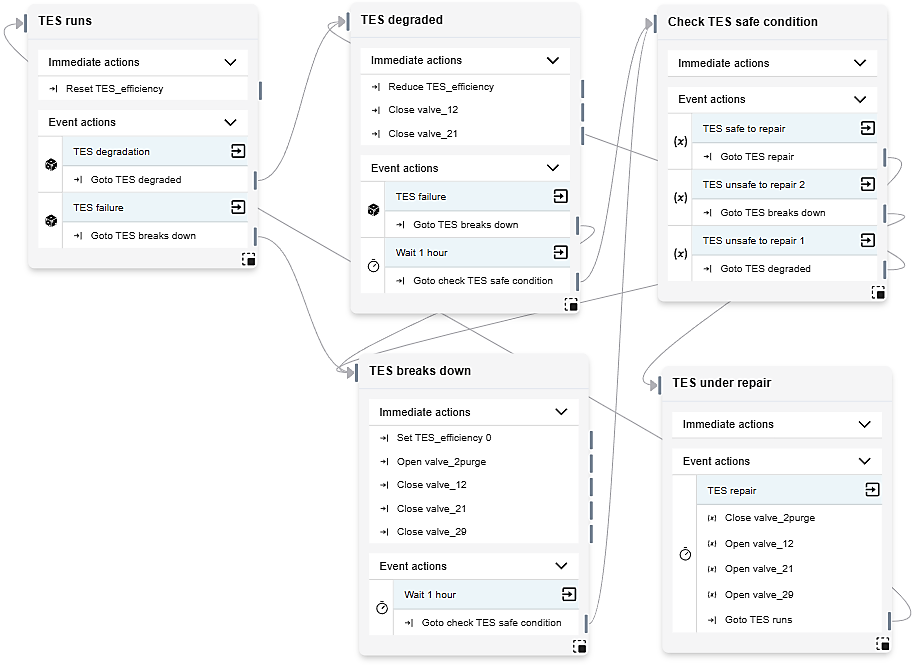 TES runs
Immediate actions
Reset TES_efficiency
Event actions
TES degradation
Goto TES degraded
TES failure
Goto TES breaks down
TES degraded
Immediate actions
Reduce TES_efficiency
Close valve_12
Close valve_21
Event actions
TES failure
Goto TES breaks down
Wait 1 hour
Goto check TES safe condition
Check TES safe condition
Immediate actions
Event actions
(x)
TES safe to repair
Goto TES repair
(x)
TES unsafe to repair 2
Goto TES breaks down
(x)
TES unsafe to repair 1
Goto TES degraded
TES breaks down
Immediate actions
Set TES_efficiency 0
Open valve_2purge
Close valve_12
Close valve_21
Close valve_29
Event actions
Wait 1 hour
Goto check TES safe condition
TES under repair
Immediate actions
Event actions
TES repair
(x) Close valve_2purge
(x) Open valve_12
(x) Open valve_21
(x) Open valve_29
Goto TES runs